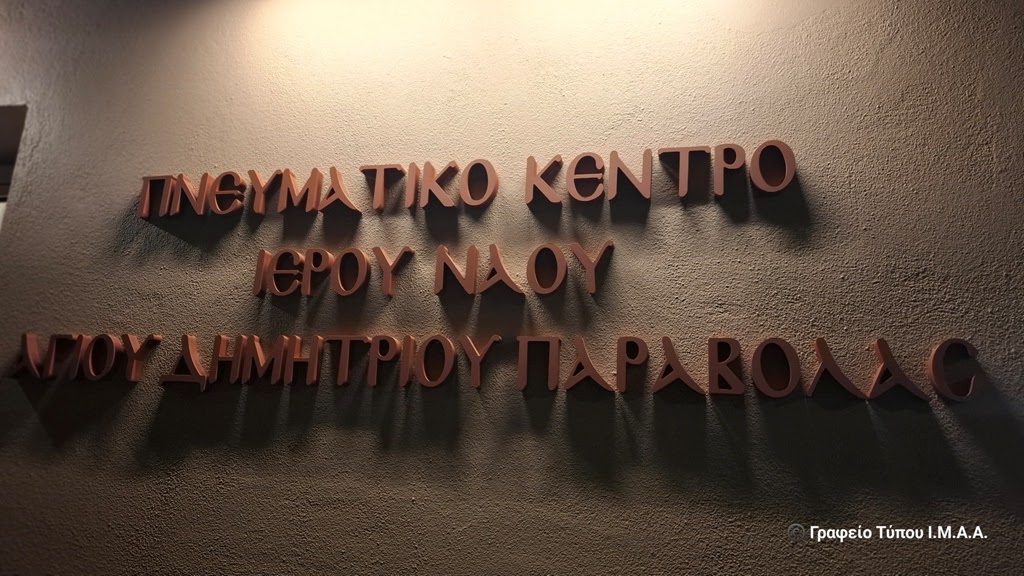 ΠΝΕΥΜΑΤΙΚΟ ΚΕΝΤΡΟ
ΙΕΡΟΥ ΝΑΟΥ
ΑΓΙΟΥ ΔΗΜΗΤΡΙΟΥ ΠΑΡΑΒΟΛΑΣ
Γραφείο Τύπου Ι.Μ.Α.Α.